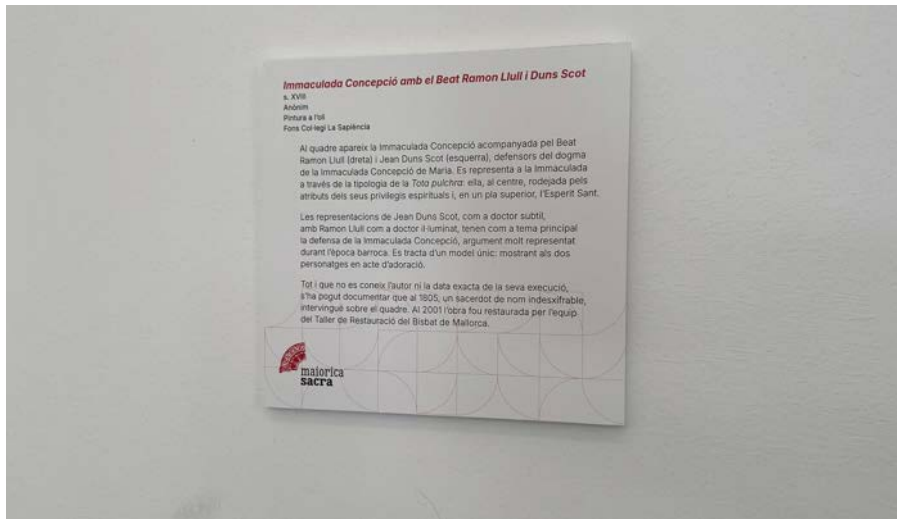 Immaculada Concepció amb el Beat Ramon Llull i Duns Scot
s. XVIII
Anònim
Pintura a l'oli
Fons Col·legi La Sapiència
Al quadre apareix la Immaculada Concepció acompanyada pel Beat
Ramon Llull (dreta) i Jean Duns Scot (esquerra), defensors del dogma
de la Immaculada Concepció de Maria. Es representa a la Immaculada
a través de la tipologia de la Tota pulchra: ella, al centre, rodejada pels
atributs dels seus privilegis espirituals i, en un pla superior, l'Esperit Sant.
Les representacions de Jean Duns Scot, com a doctor subtil,
amb Ramon Llull com a doctor il·luminat, tenen com a tema principal
la defensa de la Immaculada Concepció, argument molt representat
durant l'època barroca. Es tracta d'un model únic: mostrant als dos
personatges en acte d'adoració.
Tot i que no es coneix l'autor ni la data exacta de la seva execució,
s'ha pogut documentar que al 1805, un sacerdot de nom indesxifrable,
intervingué sobre el quadre. Al 2001 l'obra fou restaurada per l'equip
del Taller de Restauració del Bisbat de Mallorca.
maiorica
sacra